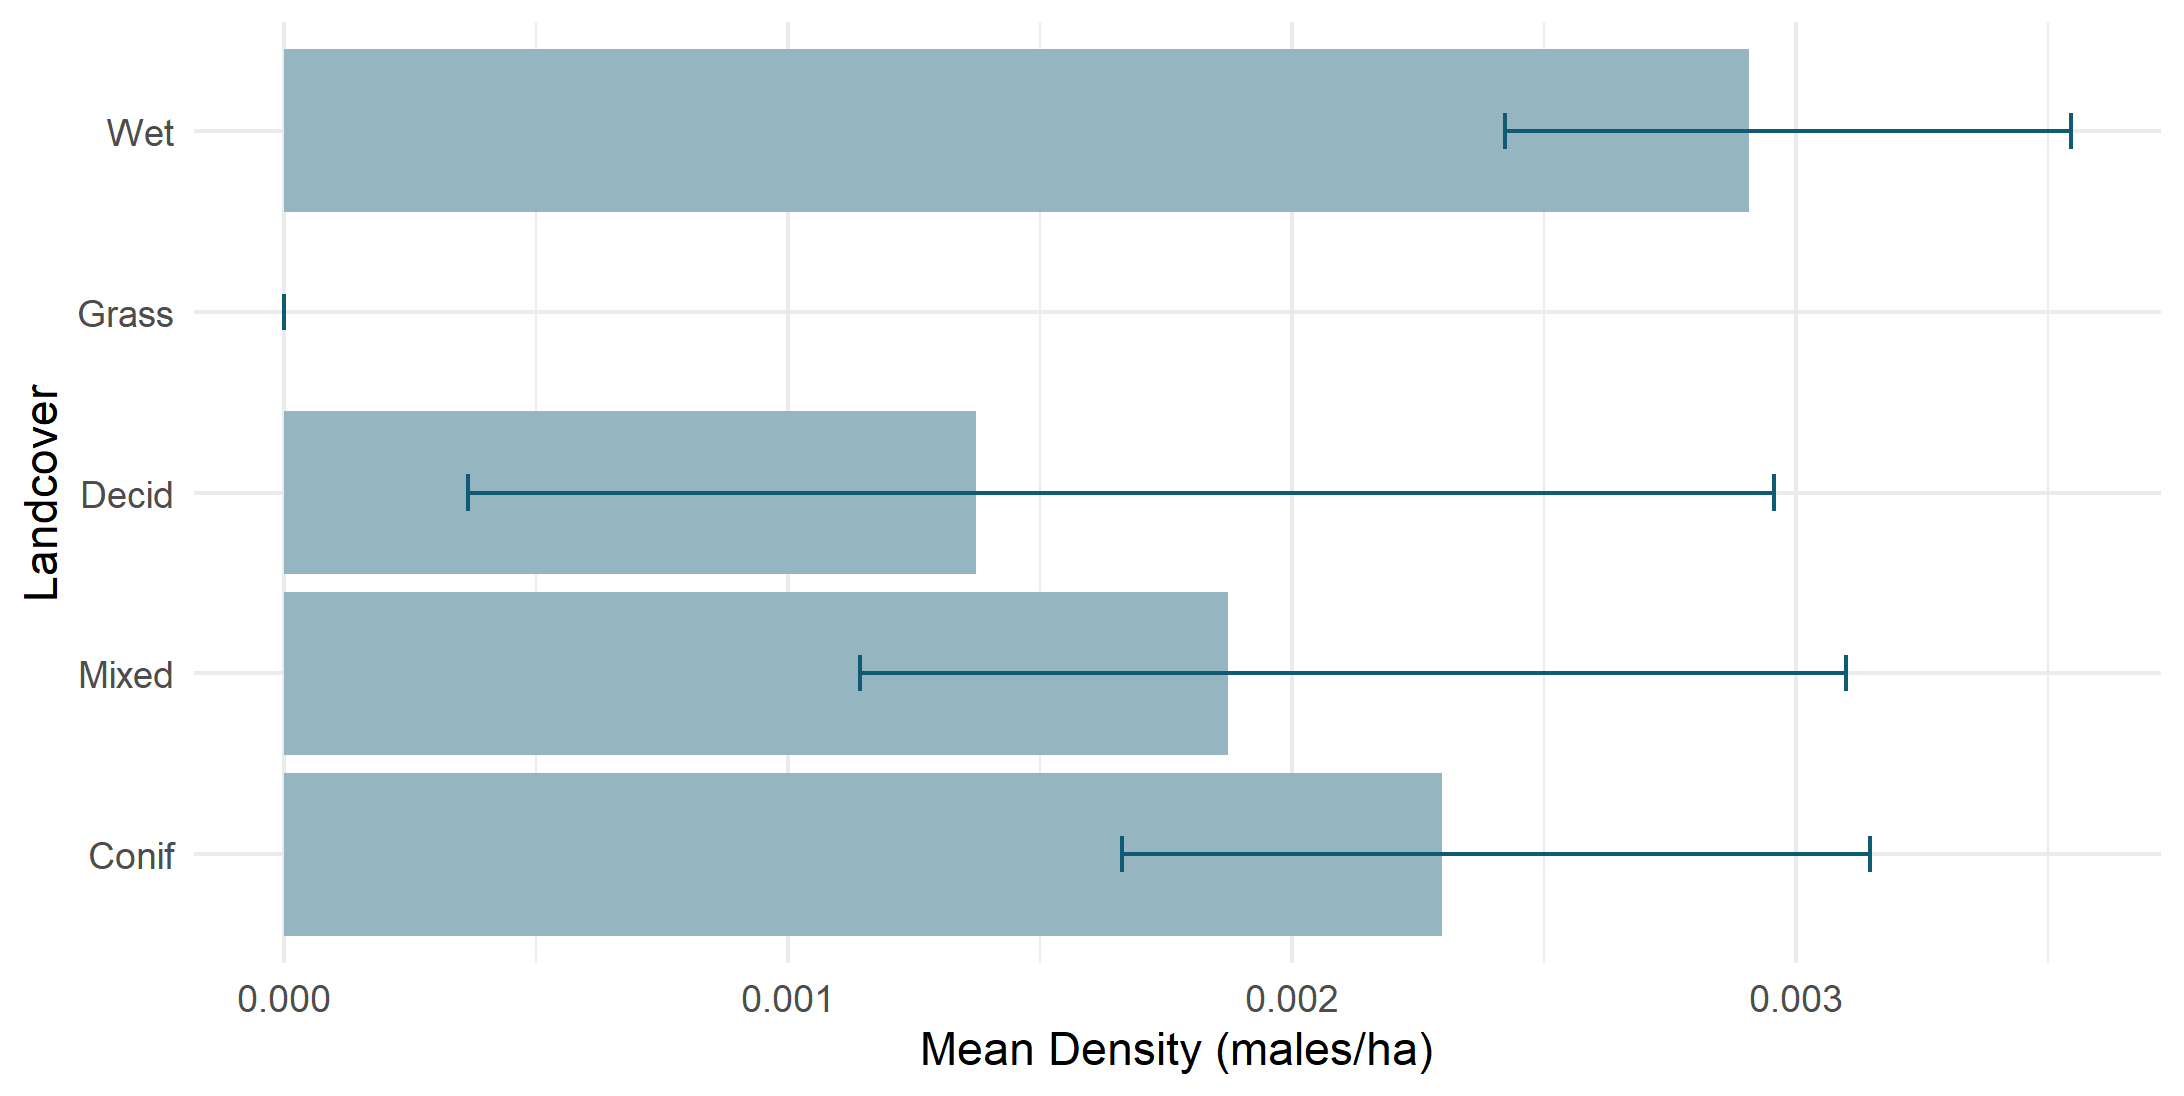 Landcover
Wet
Grass
Decid
Mixed
Conif
0.000 0.001 0.002 0.003
Mean Density (males/ha)